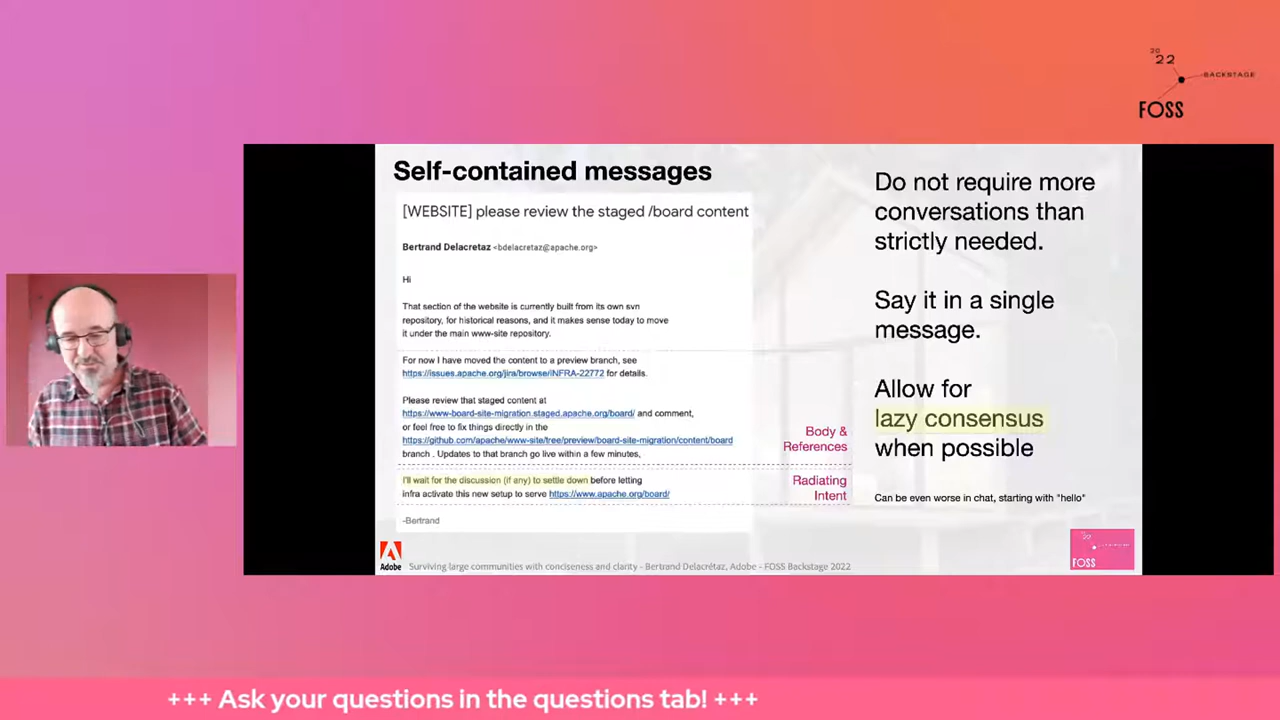 20
22
BACKSTAGE
FOSS
Self-contained messages
[WEBSITE] please review the staged /board content
Bertrand Delacretaz <bdelacretaz@apache.org>
Hi
That section of the website is currently built from its own svn
repository, for historical reasons, and it makes sense today to move
it under the main www-site repository.
For now I have moved the content to a preview branch, see
https://issues.apache.org/jira/browse/INFRA-22772 for details.
Please review that staged content at
https://www-board-site-migration.staged.apache.org/board/ and comment,
or feel free to fix things directly in the
https://github.com/apache/www-site/tree/preview/board-site-migration/content/board
branch . Updates to that branch go live within a few minutes,
I'll wait for the discussion (if any) to settle down before letting
infra activate this new setup to serve https://www.apache.org/board/
-Bertrand
Body &
References
Radiating
Intent
Do not require more
conversations than
strictly needed.
Say it in a single
message.
Allow for
lazy consensus
when possible
Can be even worse in chat, starting with "hello"
Adobe
Surviving large communities with conciseness and clarity - Bertrand Delacrétaz, Adobe - FOSS Backstage 2022
FOSS
+++ Ask your questions in the questions tab! +++